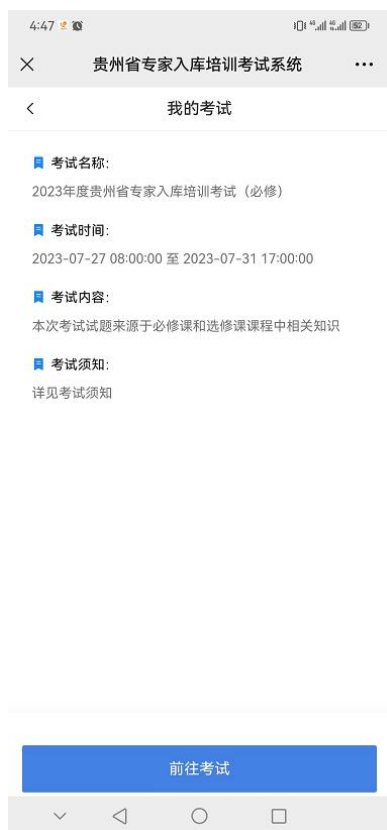 4:47
贵州省专家入库培训考试系统
我的考试
考试名称:
2023年度贵州省专家入库培训考试（必修）
考试时间:
2023-07-27 08:00:00 至 2023-07-31 17:00:00
考试内容:
本次考试试题来源于必修课和选修课课程中相关知识
考试须知:
详见考试须知
前往考试